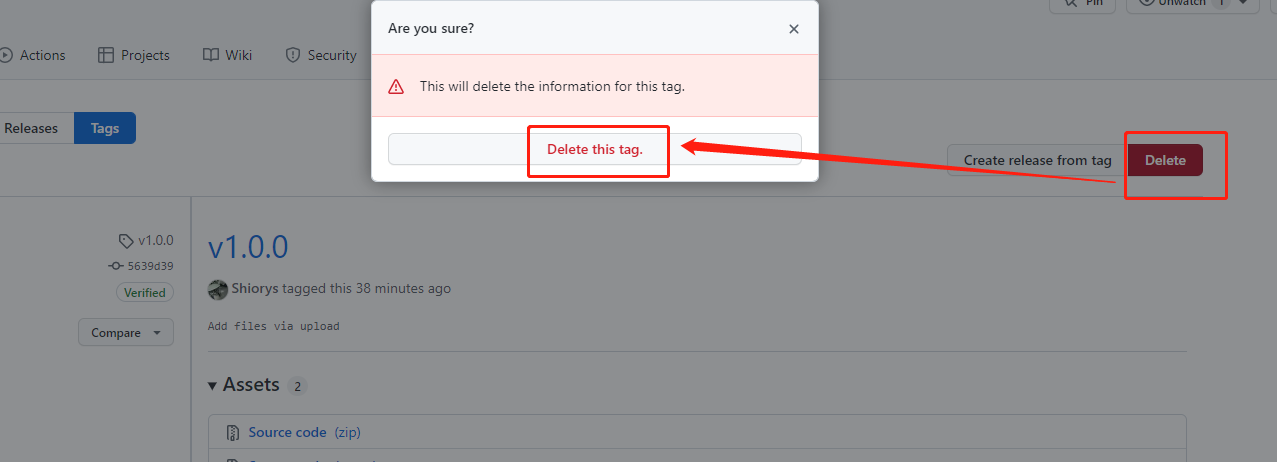 Pin
Unwatch 1
Are you sure?
Actions
Projects
Wiki
Security
This will delete the information for this tag.
Releases
Tags
Delete this tag.
Create release from tag
Delete
v1.0.0
5639d39
Verified
Compare
v1.0.0
Shiorys tagged this 38 minutes ago
Add files via upload
Assets 2
Source code (zip)